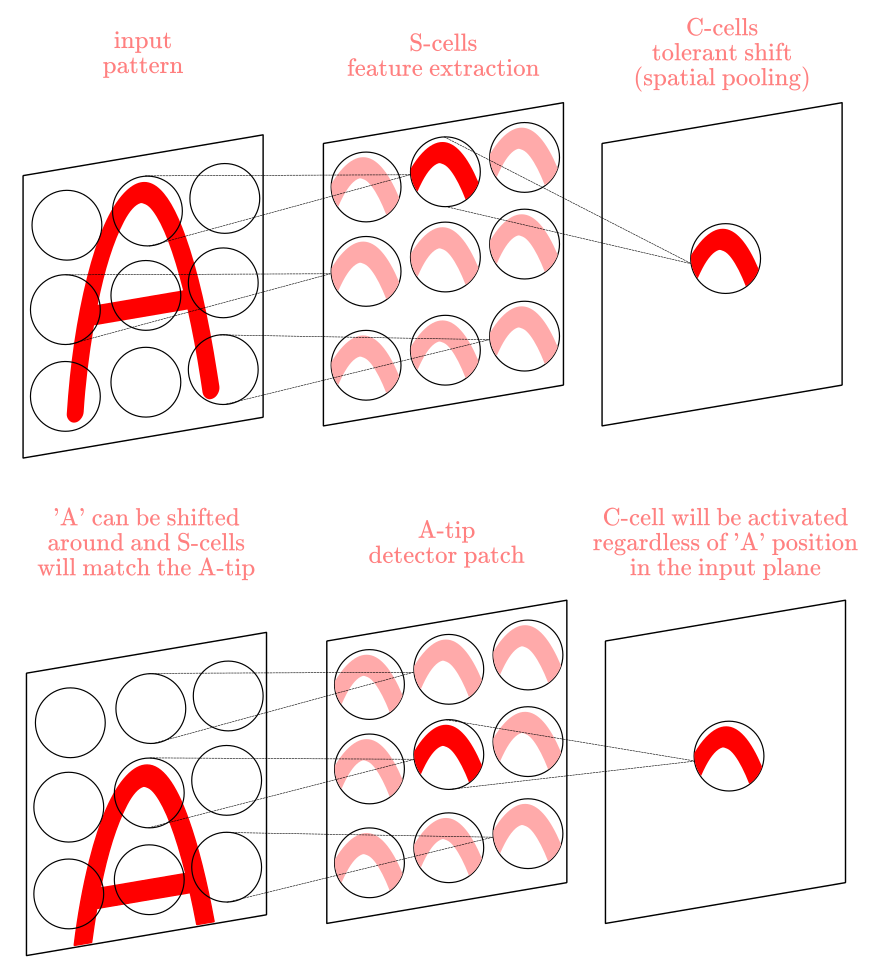 input
pattern
S-cells
feature extraction
C-cells
tolerant shift
(spatial pooling)
'A' can be shifted
around and S-cells
will match the A-tip
A-tip
detector patch
C-cell will be activated
regardless of 'A' position
in the input plane